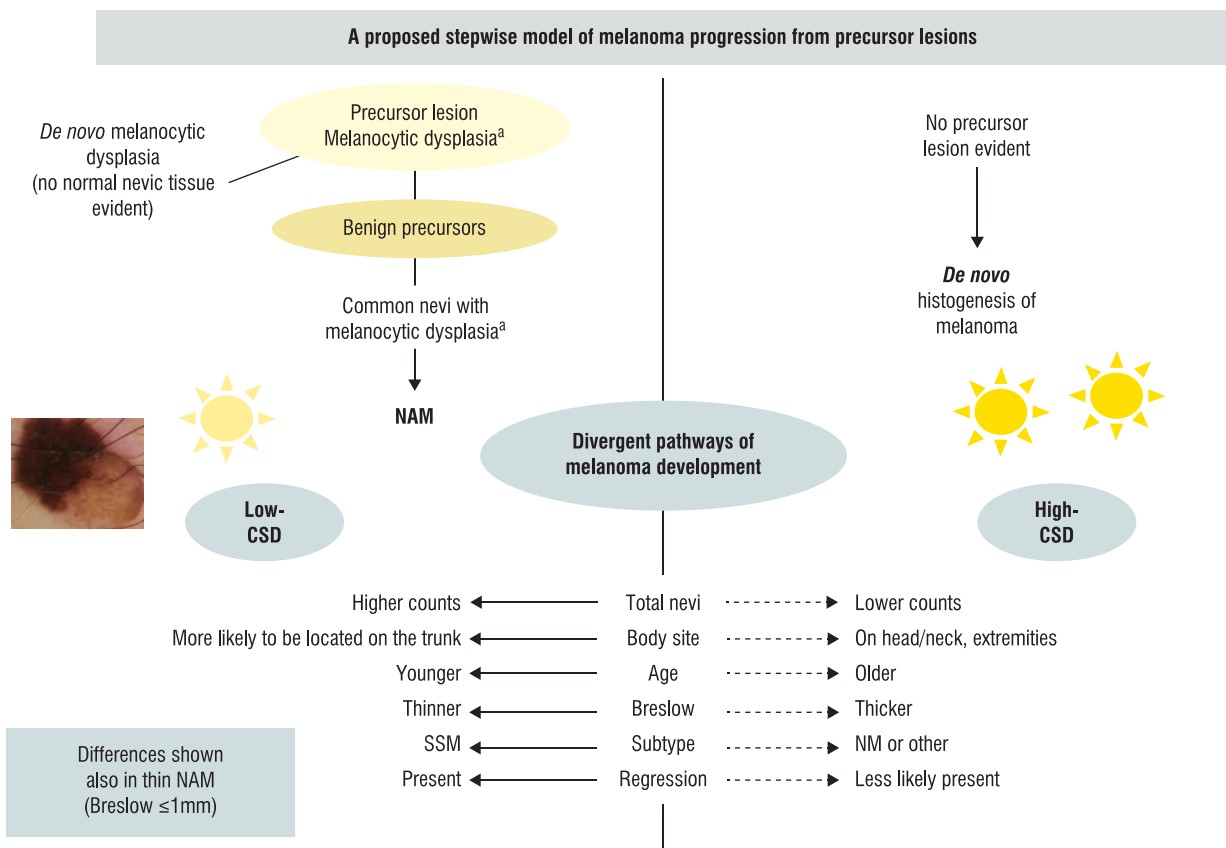 A proposed stepwise model of melanoma progression from precursor lesions
De novo melanocytic
dysplasia
(no normal nevic tissue
evident)
Precursor lesion
Melanocytic dysplasiaª
Benign precursors
Common nevi with
melanocytic dysplasiaª
NAM
No precursor
lesion evident
De novo
histogenesis of
melanoma
Divergent pathways of
melanoma development
Low-
CSD
High-
CSD
Higher counts Total nevi Lower counts
More likely to be located on the trunk Body site On head/neck, extremities
Younger Age Older
Thinner Breslow Thicker
SSM Subtype NM or other
Present Regression Less likely present
Differences shown
also in thin NAM
(Breslow ≤1mm)